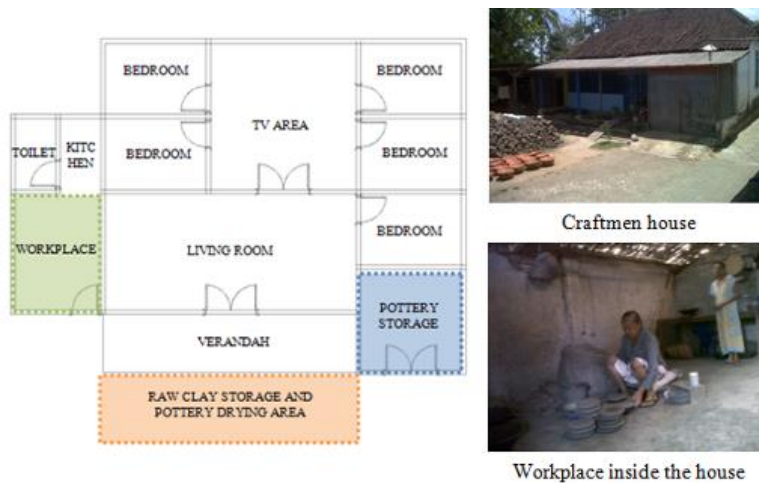 BEDROOM
BEDROOM
TV AREA
TOILET
KITC
HEN
BEDROOM
BEDROOM
WORKPLACE
LIVING ROOM
BEDROOM
POTTERY
STORAGE
VERANDAH
RAW CLAY STORAGE AND
POTTERY DRYING AREA
Craftmen house
Workplace inside the house